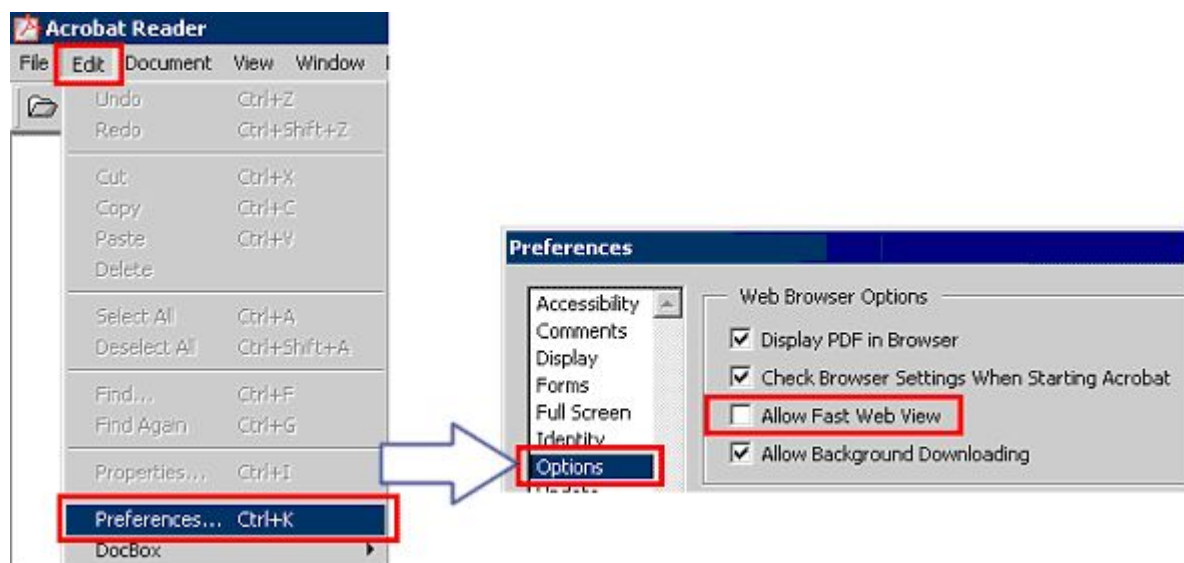 Acrobat Reader
File Edit Document View Window
Undo Ctrl+Z
Redo Ctrl+Shift+Z
Cut Ctrl+X
Copy Ctrl+C
Paste Ctrl+V
Delete
Select All Ctrl+A
Deselect All Ctrl+Shift+A
Find... Ctrl+F
Find Again Ctrl+G
Properties... Ctrl+I
Preferences... Ctrl+K
DocBox
Preferences
Accessibility
Comments
Display
Forms
Full Screen
Identity
Options
Update
Web Browser Options
Display PDF in Browser
Check Browser Settings When Starting Acrobat
Allow Fast Web View
Allow Background Downloading